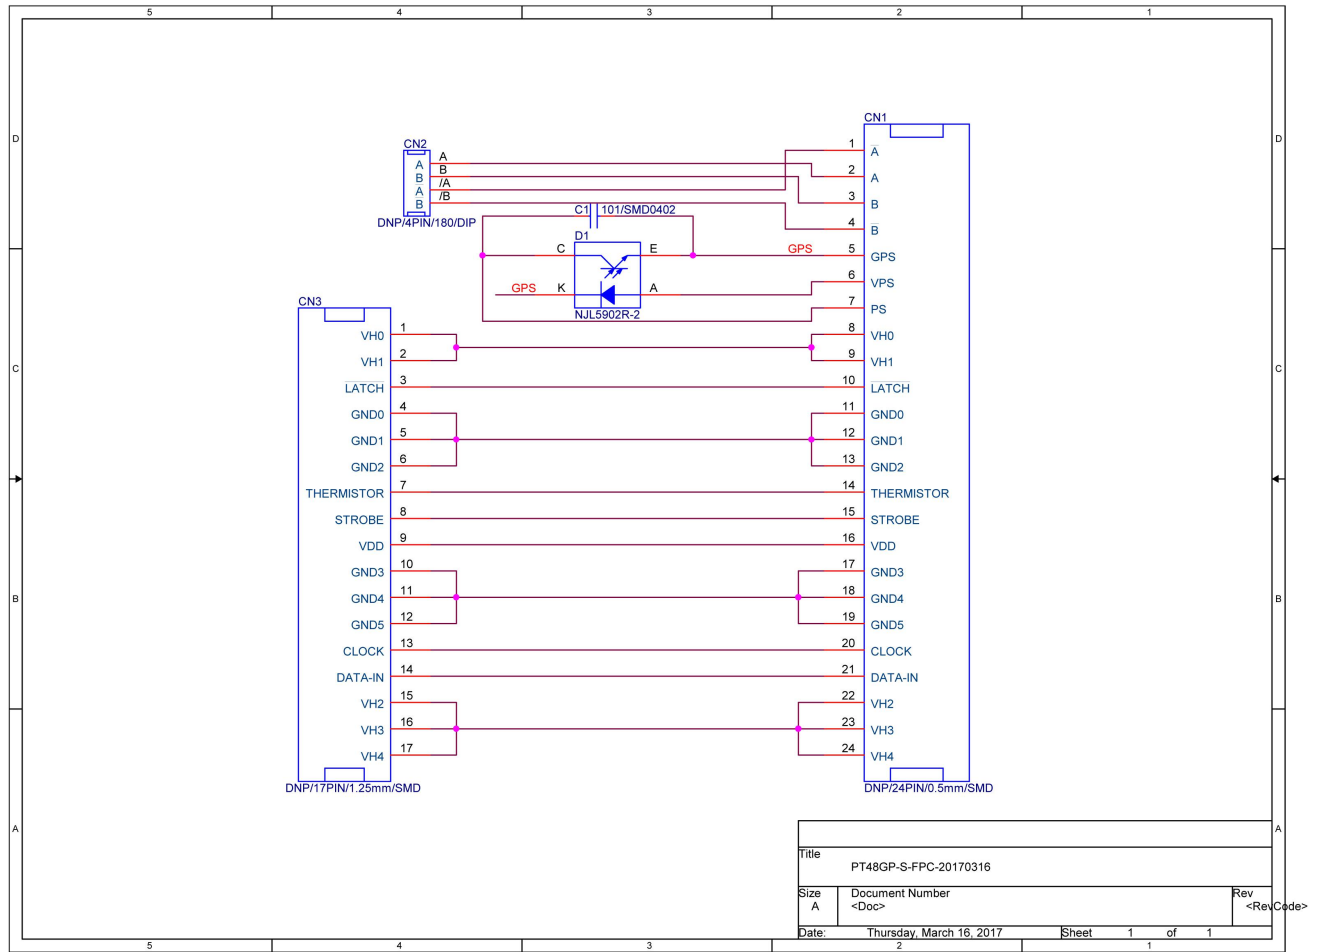 5 4 3 2 1
D D
C C
B B
A A
CN1
1 A
2 A
3 B
4 B
5 GPS
6 VPS
7 PS
8 VH0
9 VH1
10 LATCH
11 GND0
12 GND1
13 GND2
14 THERMISTOR
15 STROBE
16 VDD
17 GND3
18 GND4
19 GND5
20 CLOCK
21 DATA-IN
22 VH2
23 VH3
24 VH4
DNP/24PIN/0.5mm/SMD
CN2
A A
B B
A /A
B /B
DNP/4PIN/180/DIP
C1 101/SMD0402
D1
C E GPS
GPS K A
NJL5902R-2
CN3
VH0 1
VH1 2
LATCH 3
GND0 4
GND1 5
GND2 6
THERMISTOR 7
STROBE 8
VDD 9
GND3 10
GND4 11
GND5 12
CLOCK 13
DATA-IN 14
VH2 15
VH3 16
VH4 17
DNP/17PIN/1.25mm/SMD
Title
PT48GP-S-FPC-20170316
Size Document Number Rev
A <Doc> <RevCode>
Date: Thursday, March 16, 2017 Sheet 1 of 1
5 4 3 2 1